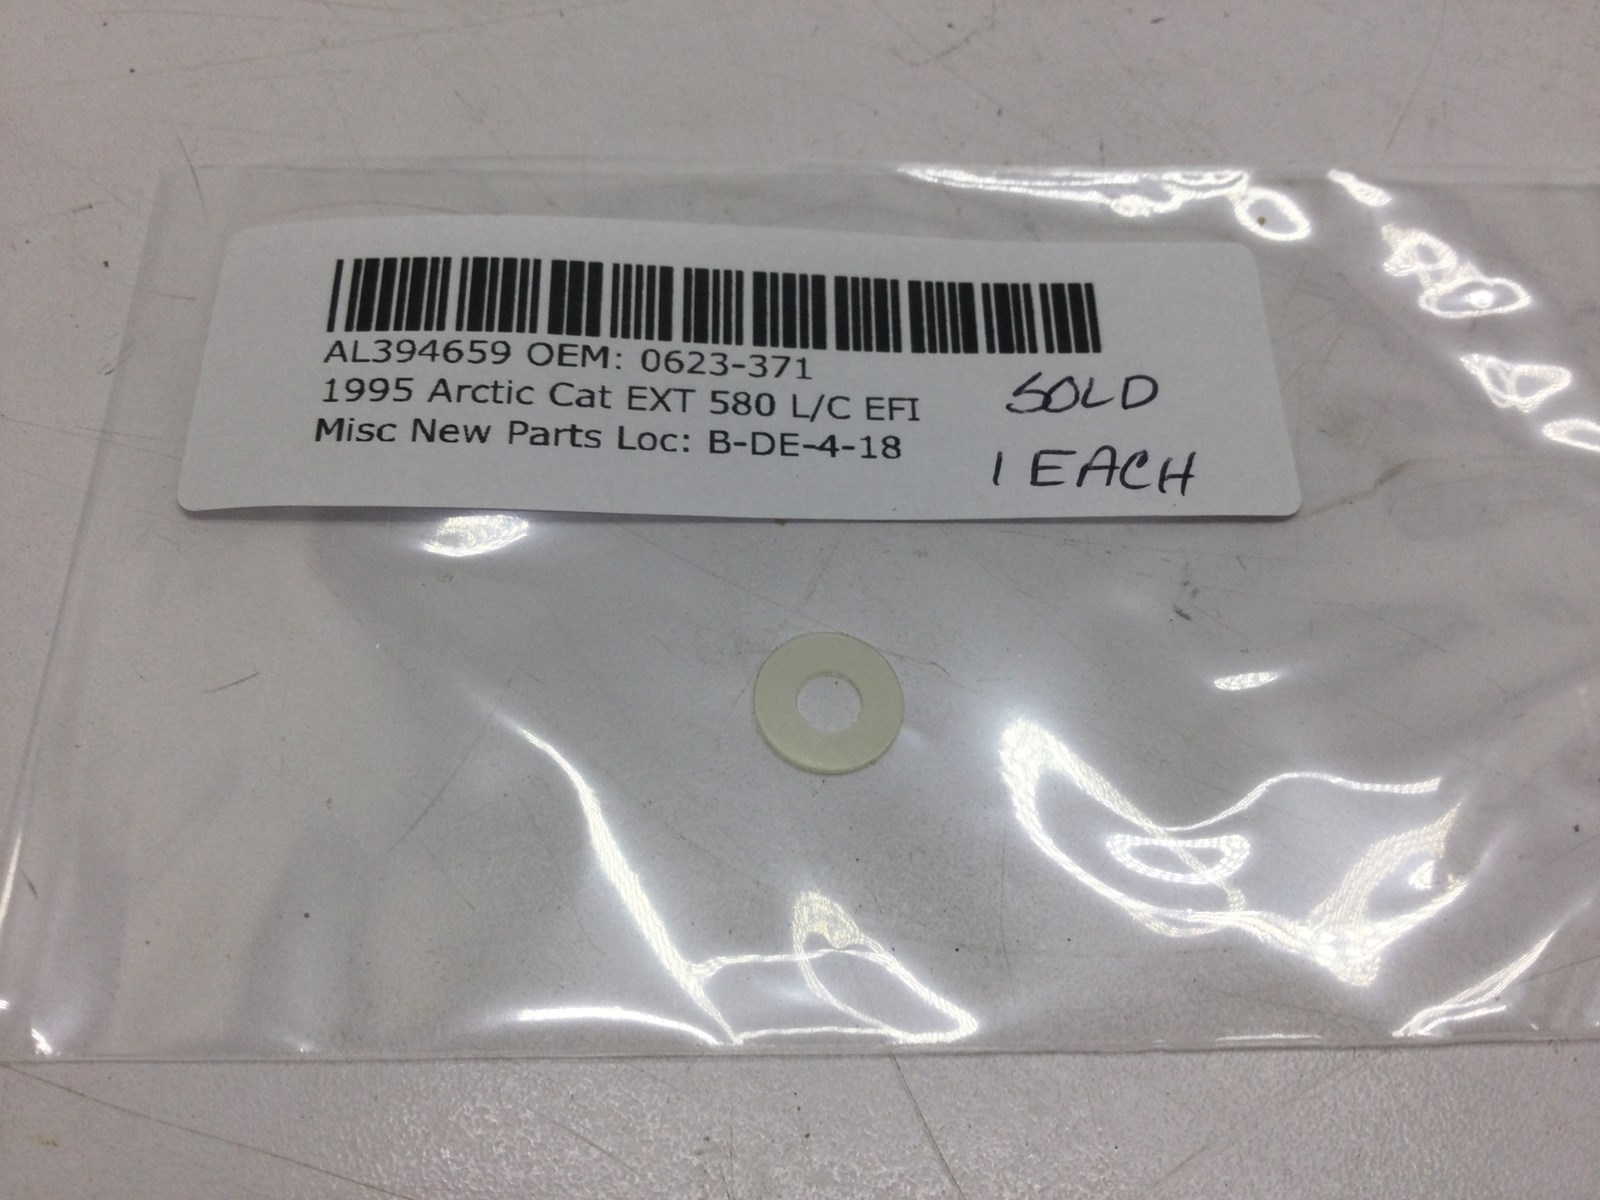 AL394659 OEM: 0623-371
1995 Arctic Cat EXT 580 L/C EFI
Misc New Parts Loc: B-DE-4-18
SOLD
1 EACH